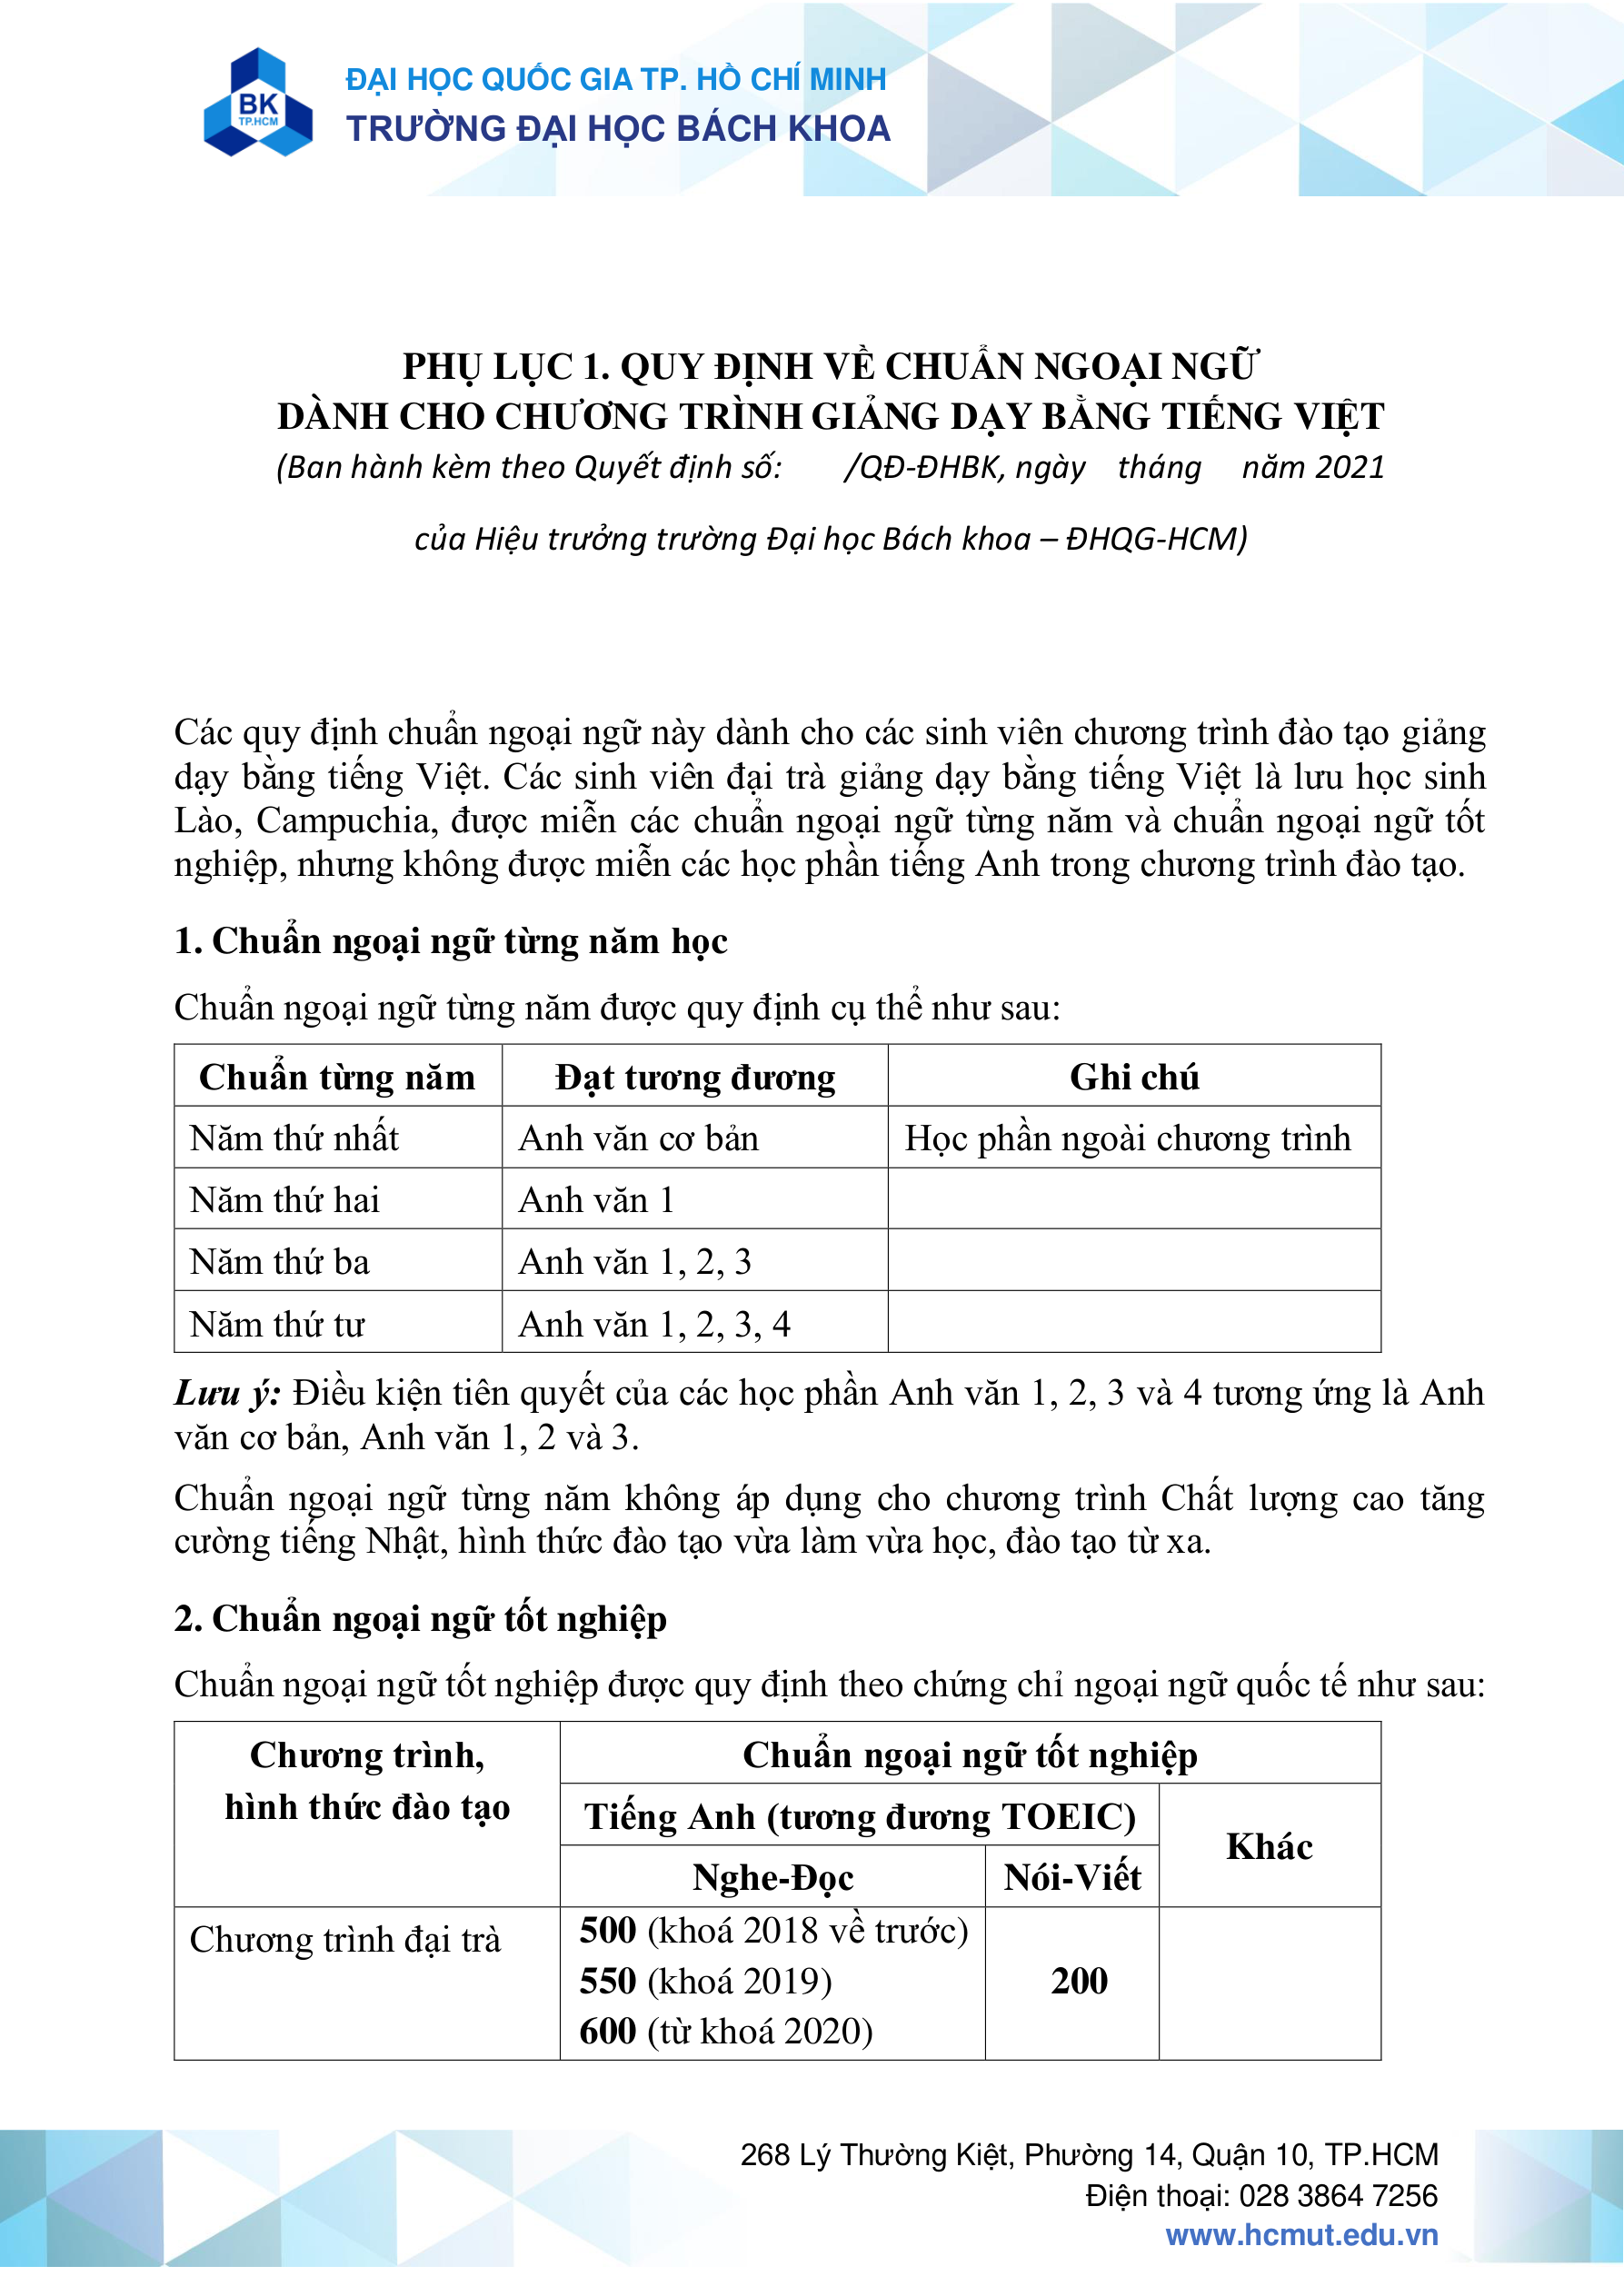 BK
TP.HCM
ĐẠI HỌC QUỐC GIA TP. HỒ CHÍ MINH
TRƯỜNG ĐẠI HỌC BÁCH KHOA
PHỤ LỤC 1. QUY ĐỊNH VỀ CHUẨN NGOẠI NGỮ
DÀNH CHO CHƯƠNG TRÌNH GIẢNG DẠY BẰNG TIẾNG VIỆT
(Ban hành kèm theo Quyết định số: /QĐ-ĐHBK, ngày tháng năm 2021
của Hiệu trưởng trường Đại học Bách khoa – ĐHQG-HCM)
Các quy định chuẩn ngoại ngữ này dành cho các sinh viên chương trình đào tạo giảng
dạy bằng tiếng Việt. Các sinh viên đại trà giảng dạy bằng tiếng Việt là lưu học sinh
Lào, Campuchia, được miễn các chuẩn ngoại ngữ từng năm và chuẩn ngoại ngữ tốt
nghiệp, nhưng không được miễn các học phần tiếng Anh trong chương trình đào tạo.
1. Chuẩn ngoại ngữ từng năm học
Chuẩn ngoại ngữ từng năm được quy định cụ thể như sau:
Chuẩn từng năm Đạt tương đương Ghi chú
Năm thứ nhất Anh văn cơ bản Học phần ngoài chương trình
Năm thứ hai Anh văn 1
Năm thứ ba Anh văn 1, 2, 3
Năm thứ tư Anh văn 1, 2, 3, 4
Lưu ý: Điều kiện tiên quyết của các học phần Anh văn 1, 2, 3 và 4 tương ứng là Anh
văn cơ bản, Anh văn 1, 2 và 3.
Chuẩn ngoại ngữ từng năm không áp dụng cho chương trình Chất lượng cao tăng
cường tiếng Nhật, hình thức đào tạo vừa làm vừa học, đào tạo từ xa.
2. Chuẩn ngoại ngữ tốt nghiệp
Chuẩn ngoại ngữ tốt nghiệp được quy định theo chứng chỉ ngoại ngữ quốc tế như sau:
Chương trình,
hình thức đào tạo
Chuẩn ngoại ngữ tốt nghiệp
Tiếng Anh (tương đương TOEIC)
Khác
Nghe-Đọc Nói-Viết
Chương trình đại trà
500 (khoá 2018 về trước)
550 (khoá 2019)
600 (từ khoá 2020)
200
268 Lý Thường Kiệt, Phường 14, Quận 10, TP.HCM
Điện thoại: 028 3864 7256
www.hcmut.edu.vn